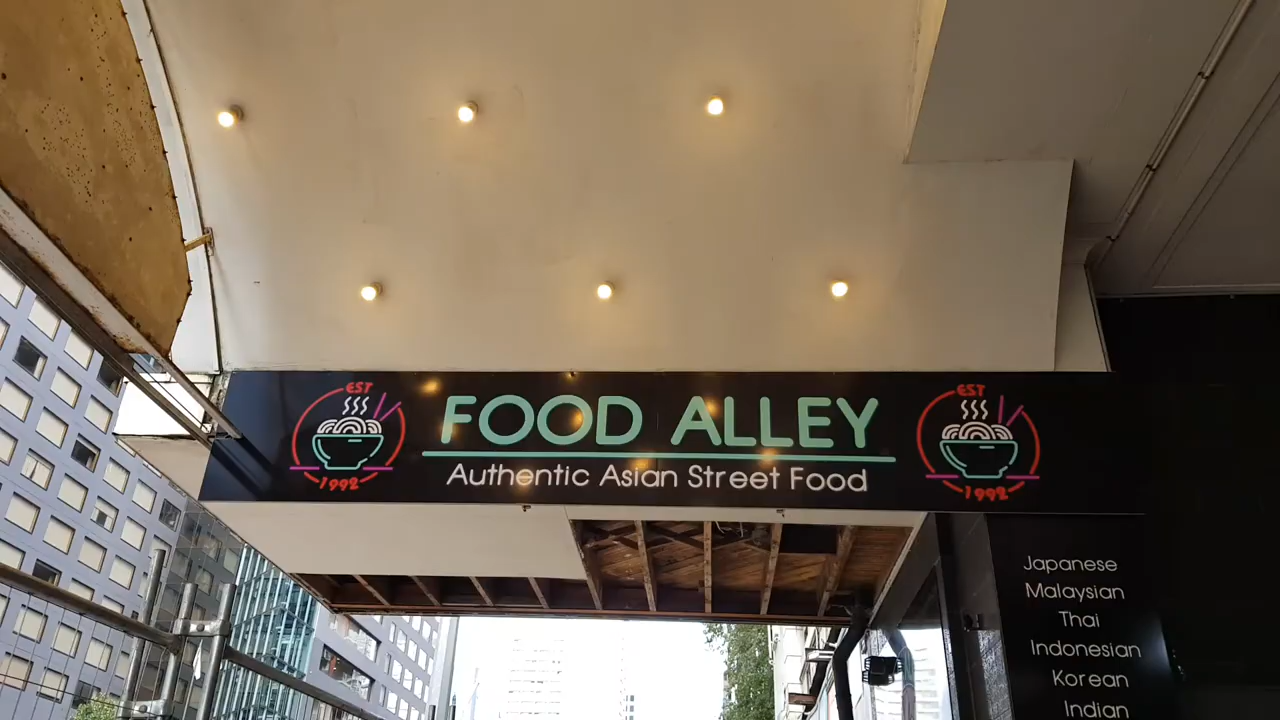 EST
1992
FOOD ALLEY
Authentic Asian Street Food
EST
1992
Japanese
Malaysian
Thai
Indonesian
Korean
Indian